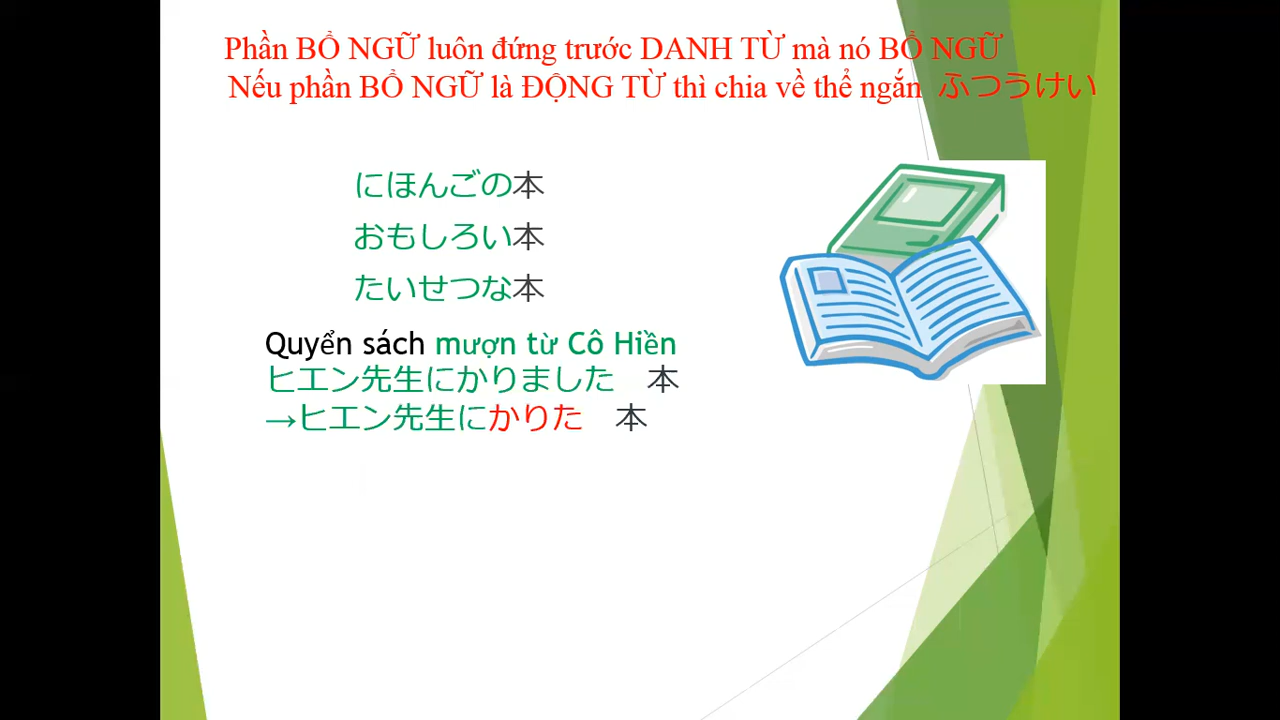 Phần BỔ NGỮ luôn đứng trước DANH TỪ mà nó BỔ NGỮ
Nếu phần BỔ NGỮ là ĐỘNG TỪ thì chia về thể ngắn ふつうけい
にほんごの本
おもしろい本
たいせつな本
Quyển sách mượn từ Cô Hiền
ヒエン先生にかりました　本
→ヒエン先生にかりた　本